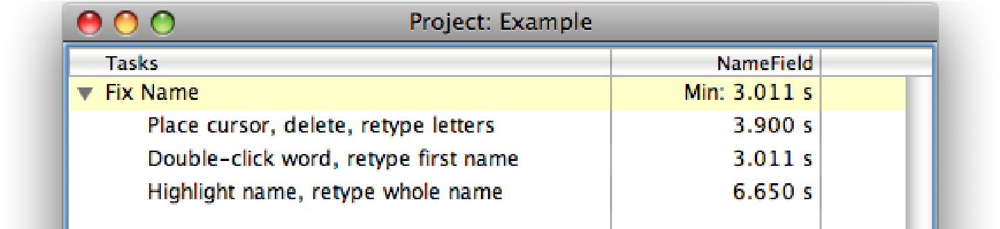 Project: Example
Tasks NameField
Fix Name Min: 3.011 s
Place cursor, delete, retype letters 3.900 s
Double-click word, retype first name 3.011 s
Highlight name, retype whole name 6.650 s